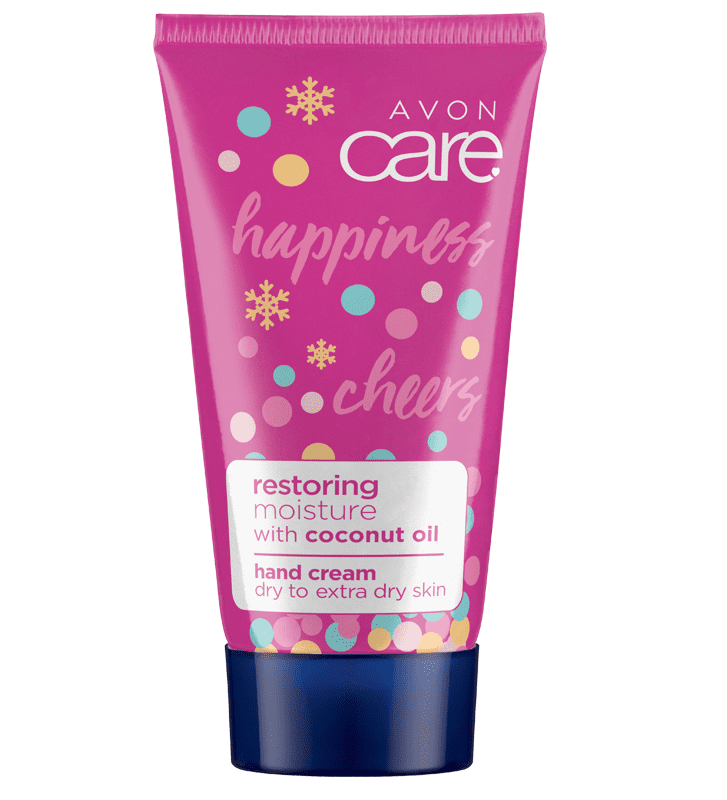 AVON
care
happiness
cheers
restoring
moisture
with coconut oil
hand cream
dry to extra dry skin